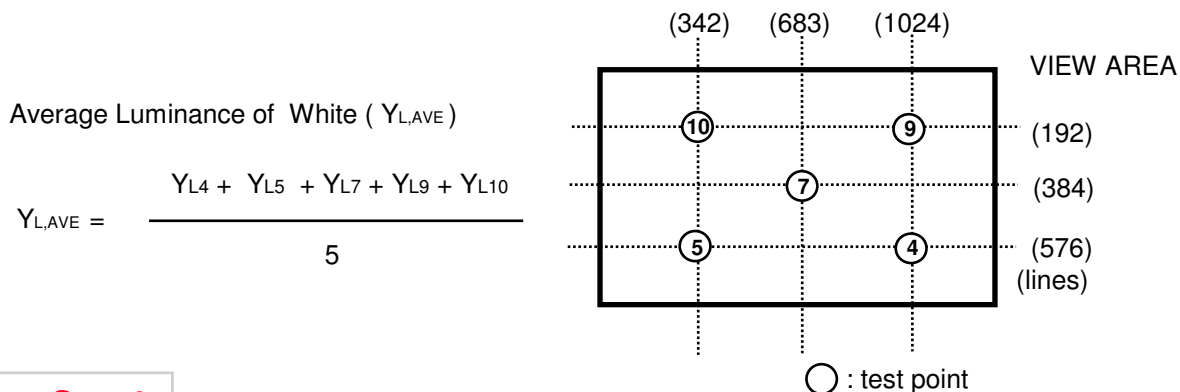 (342) (683) (1024)
VIEW AREA
Average Luminance of White ( YL,AVE )
10 9 (192)
YL4 + YL5 + YL7 + YL9 + YL10
7 (384)
YL,AVE =
5
5 4 (576)
(lines)
: test point